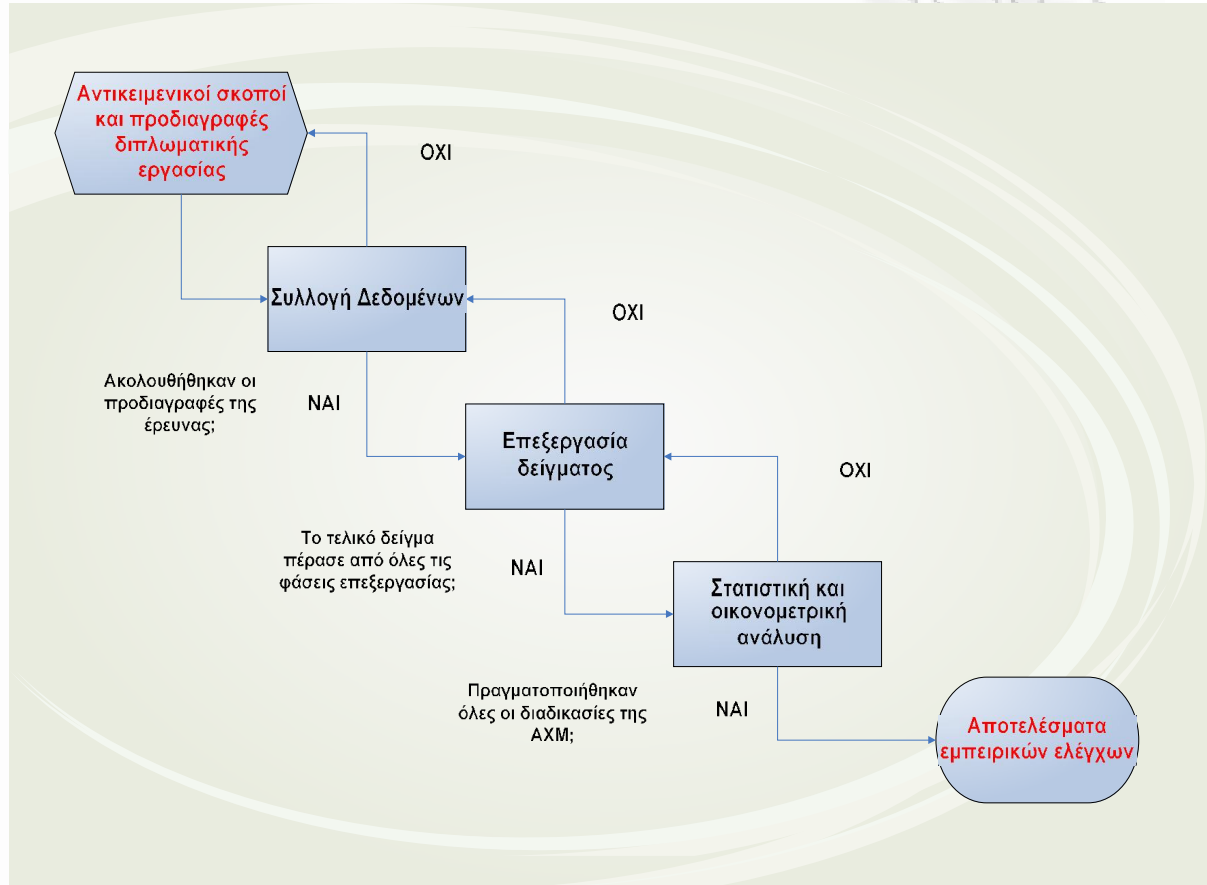 Αντικειμενικοί σκοποί
και προδιαγραφές
διπλωματικής
εργασίας
ΟΧΙ
Συλλογή Δεδομένων
ΟΧΙ
Ακολουθήθηκαν οι
προδιαγραφές της
έρευνας;
ΝΑΙ
Επεξεργασία
δείγματος
ΟΧΙ
Το τελικό δείγμα
πέρασε από όλες τις
φάσεις επεξεργασίας;
ΝΑΙ
Στατιστική και
οικονομετρική
ανάλυση
Πραγματοποιήθηκαν
όλες οι διαδικασίες της
ΑΧΜ;
ΝΑΙ
Αποτελέσματα
εμπειρικών ελέγχων